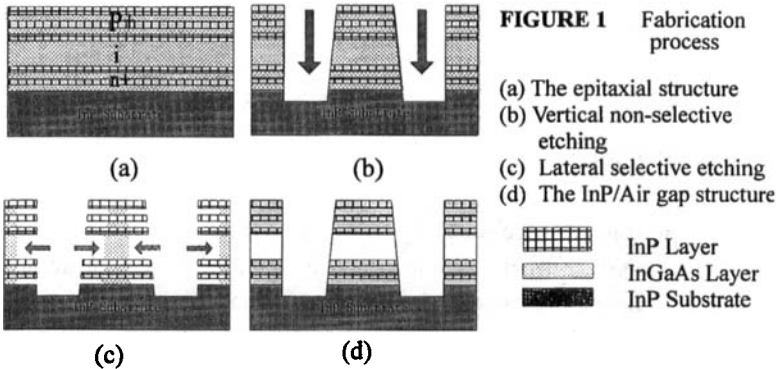 P+
i
n+
InP Substrate
(a)
InP Substrate
(b)
FIGURE 1 Fabrication
process
(a) The epitaxial structure
(b) Vertical non-selective
etching
(c) Lateral selective etching
(d) The InP/Air gap structure
InP Substrate
(c)
InP Substrate
(d)
InP Layer
InGaAs Layer
InP Substrate